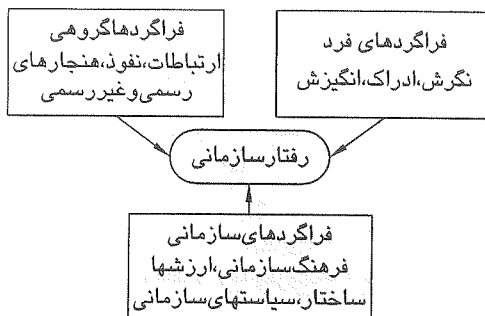 فراگردهای فرد
نگرش،ادراک،انگیزش
فراگردهاگروهی
ارتباطات،نفوذ،هنجارهای
رسمی‌وغیررسمی
رفتارسازمانی
فراگردهای‌سازمانی
فرهنگ‌سازمانی،ارزشها
ساختار،سیاستهای‌سازمانی